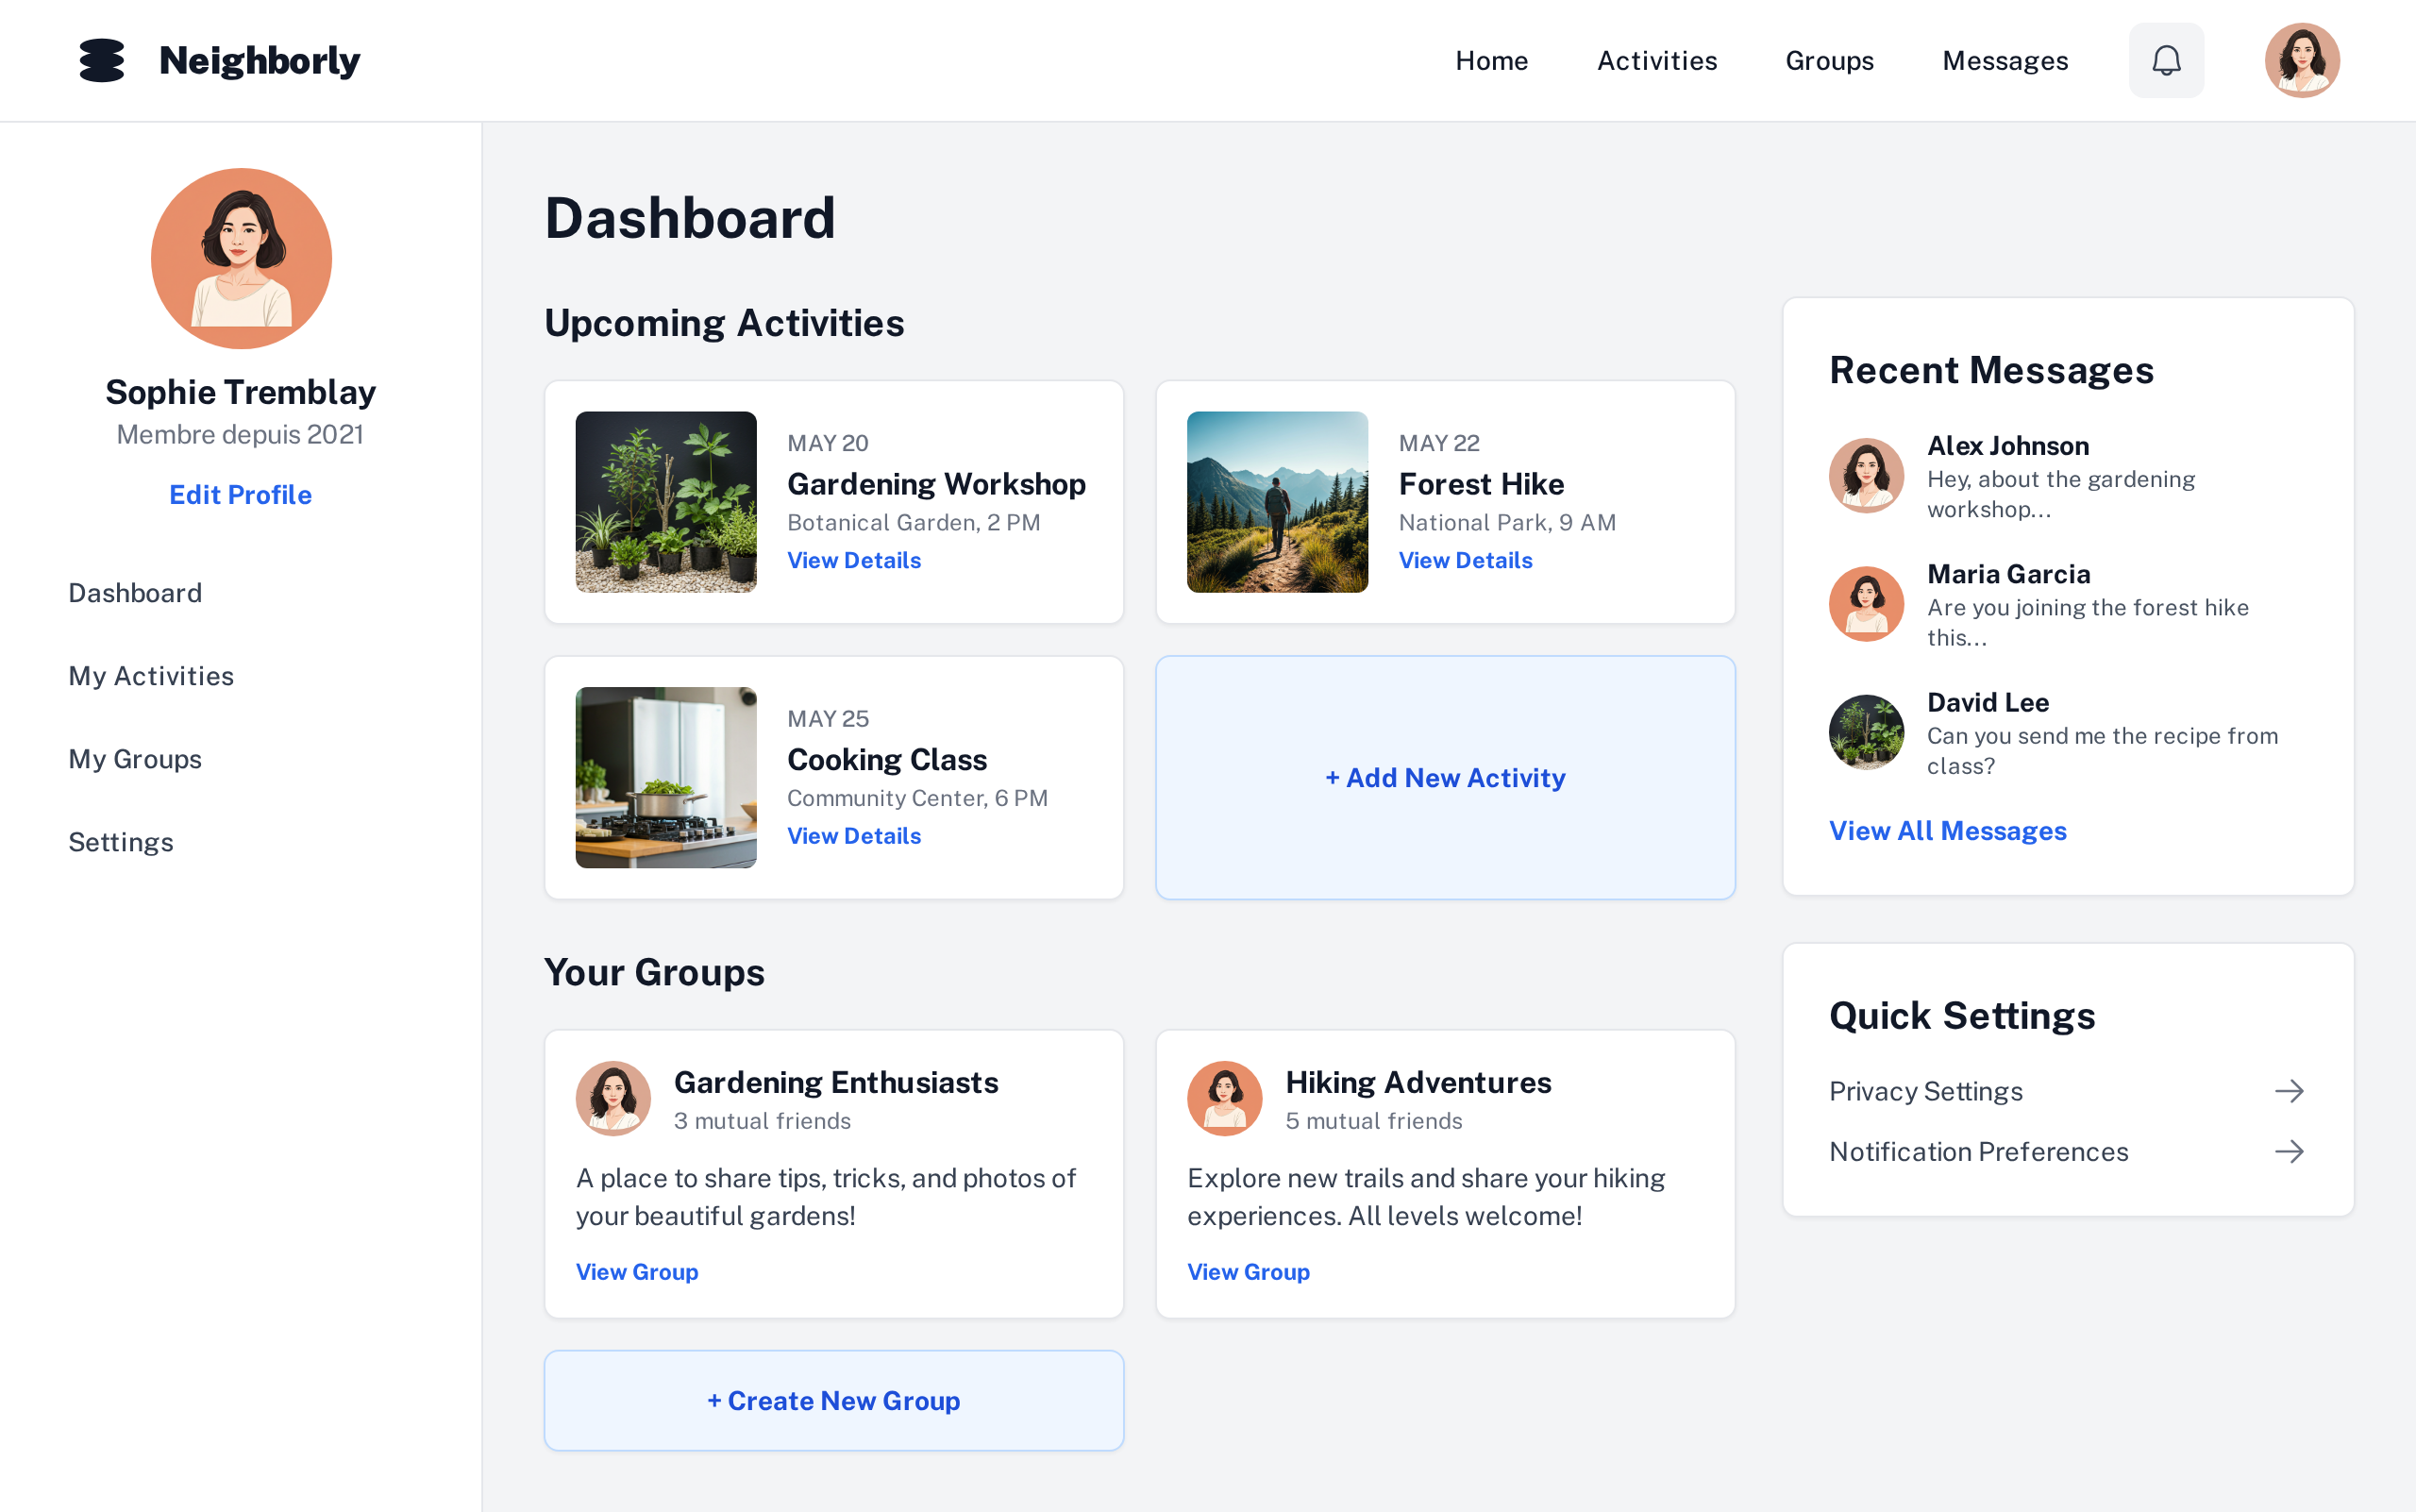 Neighborly
Home
Activities
Groups
Messages
Sophie Tremblay
Membre depuis 2021
Edit Profile
Dashboard
My Activities
My Groups
Settings
Dashboard
Upcoming Activities
MAY 20
Gardening Workshop
Botanical Garden, 2 PM
View Details
MAY 22
Forest Hike
National Park, 9 AM
View Details
MAY 25
Cooking Class
Community Center, 6 PM
View Details
+ Add New Activity
Your Groups
Gardening Enthusiasts
3 mutual friends
A place to share tips, tricks, and photos of
your beautiful gardens!
View Group
Hiking Adventures
5 mutual friends
Explore new trails and share your hiking
experiences. All levels welcome!
View Group
+ Create New Group
Recent Messages
Alex Johnson
Hey, about the gardening
workshop...
Maria Garcia
Are you joining the forest hike
this...
David Lee
Can you send me the recipe from
class?
View All Messages
Quick Settings
Privacy Settings
Notification Preferences